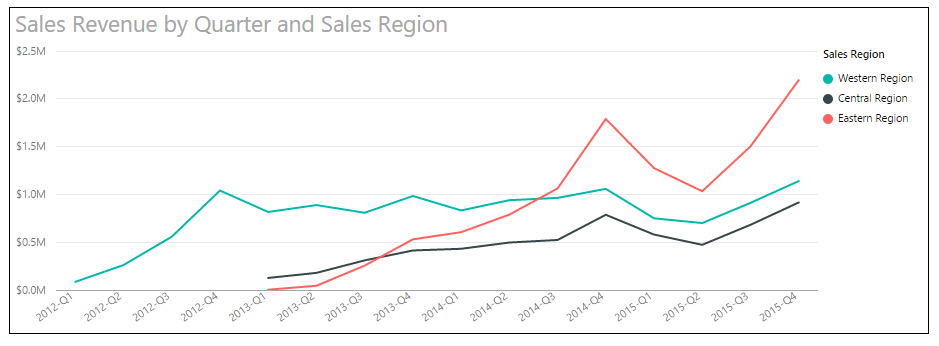 Sales Revenue by Quarter and Sales Region
$2.5M
$2.0M
$1.5M
$1.0M
$0.5M
$0.0M
2012-Q1
2012-Q2
2012-Q3
2012-Q4
2013-Q1
2013-Q2
2013-Q3
2013-Q4
2014-Q1
2014-Q2
2014-Q3
2014-Q4
2015-Q1
2015-Q2
2015-Q3
2015-Q4
Sales Region
Western Region
Central Region
Eastern Region